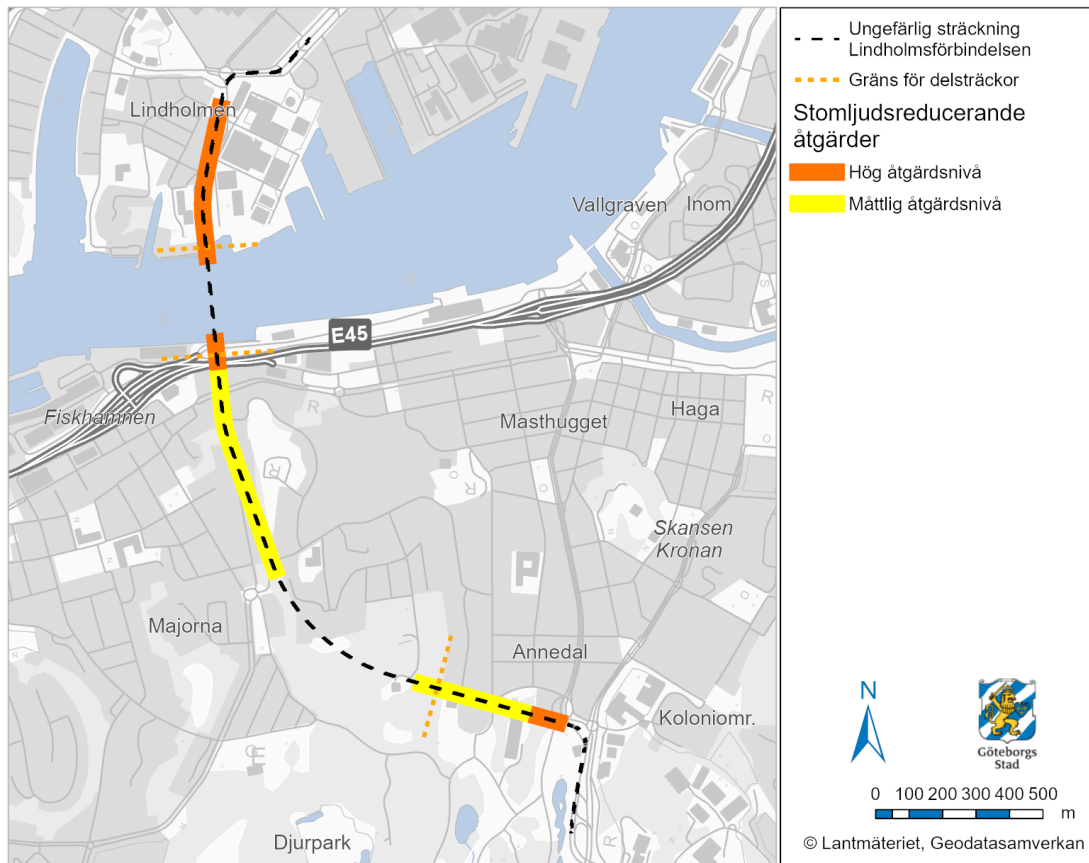 Lindholmen
Vallgraven
Inom
E45
Fiskhamnen
Masthugget
Haga
Skansen
Kronan
Majorna
Annedal
Koloniomr.
Djurpark
Ungefärlig sträckning
Lindholmsförbindelsen
Gräns för delsträckor
Stomljudsreducerande
åtgärder
Hög åtgärdsnivå
Måttlig åtgärdsnivå
N
Göteborgs
Stad
0 100 200 300 400 500
m
© Lantmäteriet, Geodatasamverkan